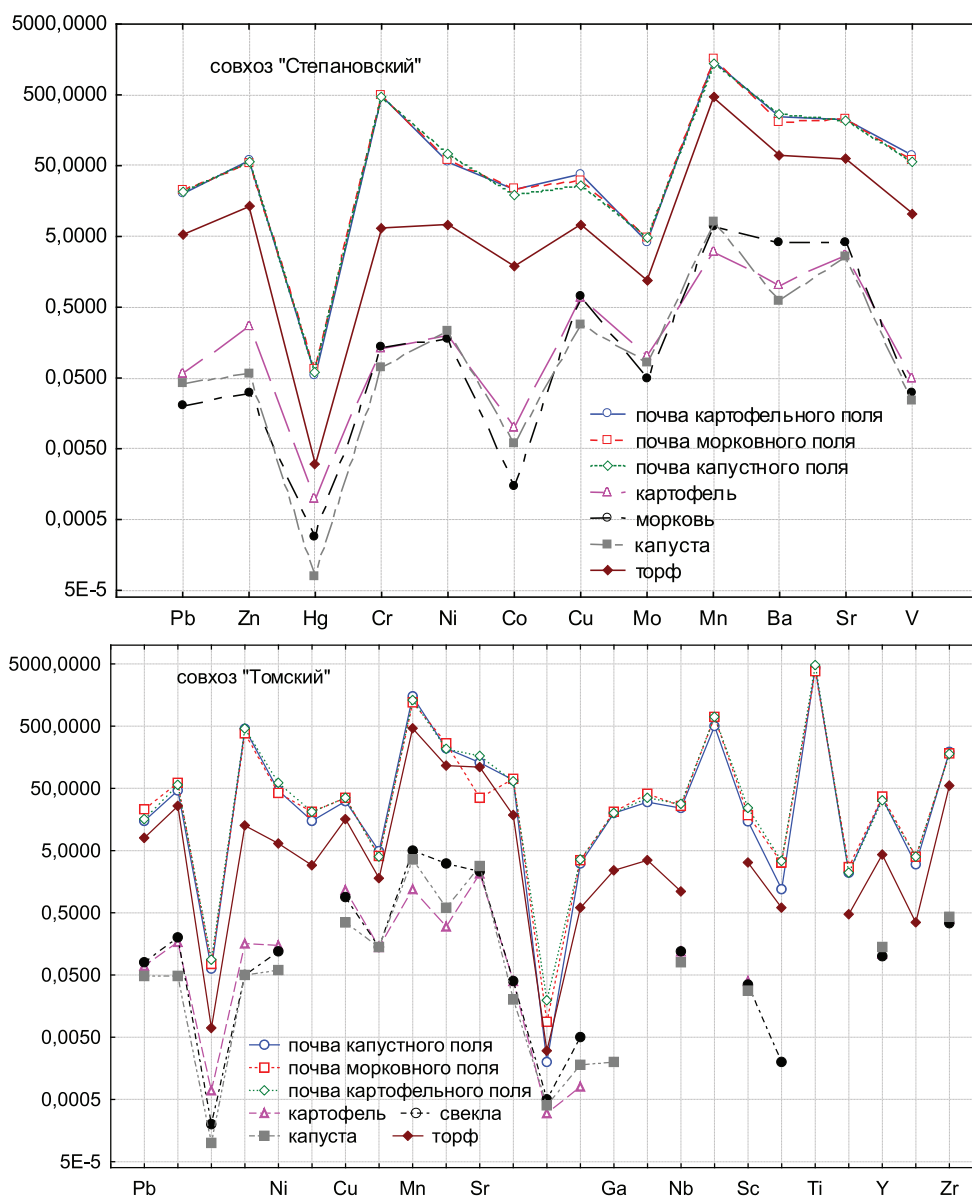 5000,0000
совхоз "Степановский"
500,0000
50,0000
5,0000
0,5000
0,0500
0,0050
0,0005
5E-5
почва картофельного поля
почва морковного поля
почва капустного поля
картофель
морковь
капуста
торф
Pb Zn Hg Cr Ni Co Cu Mo Mn Ba Sr V
5000,0000
совхоз "Томский"
500,0000
50,0000
5,0000
0,5000
0,0500
0,0050
0,0005
5E-5
почва капустного поля
почва морковного поля
почва картофельного поля
картофель свекла
капуста торф
Pb Ni Cu Mn Sr Ga Nb Sc Ti Y Zr